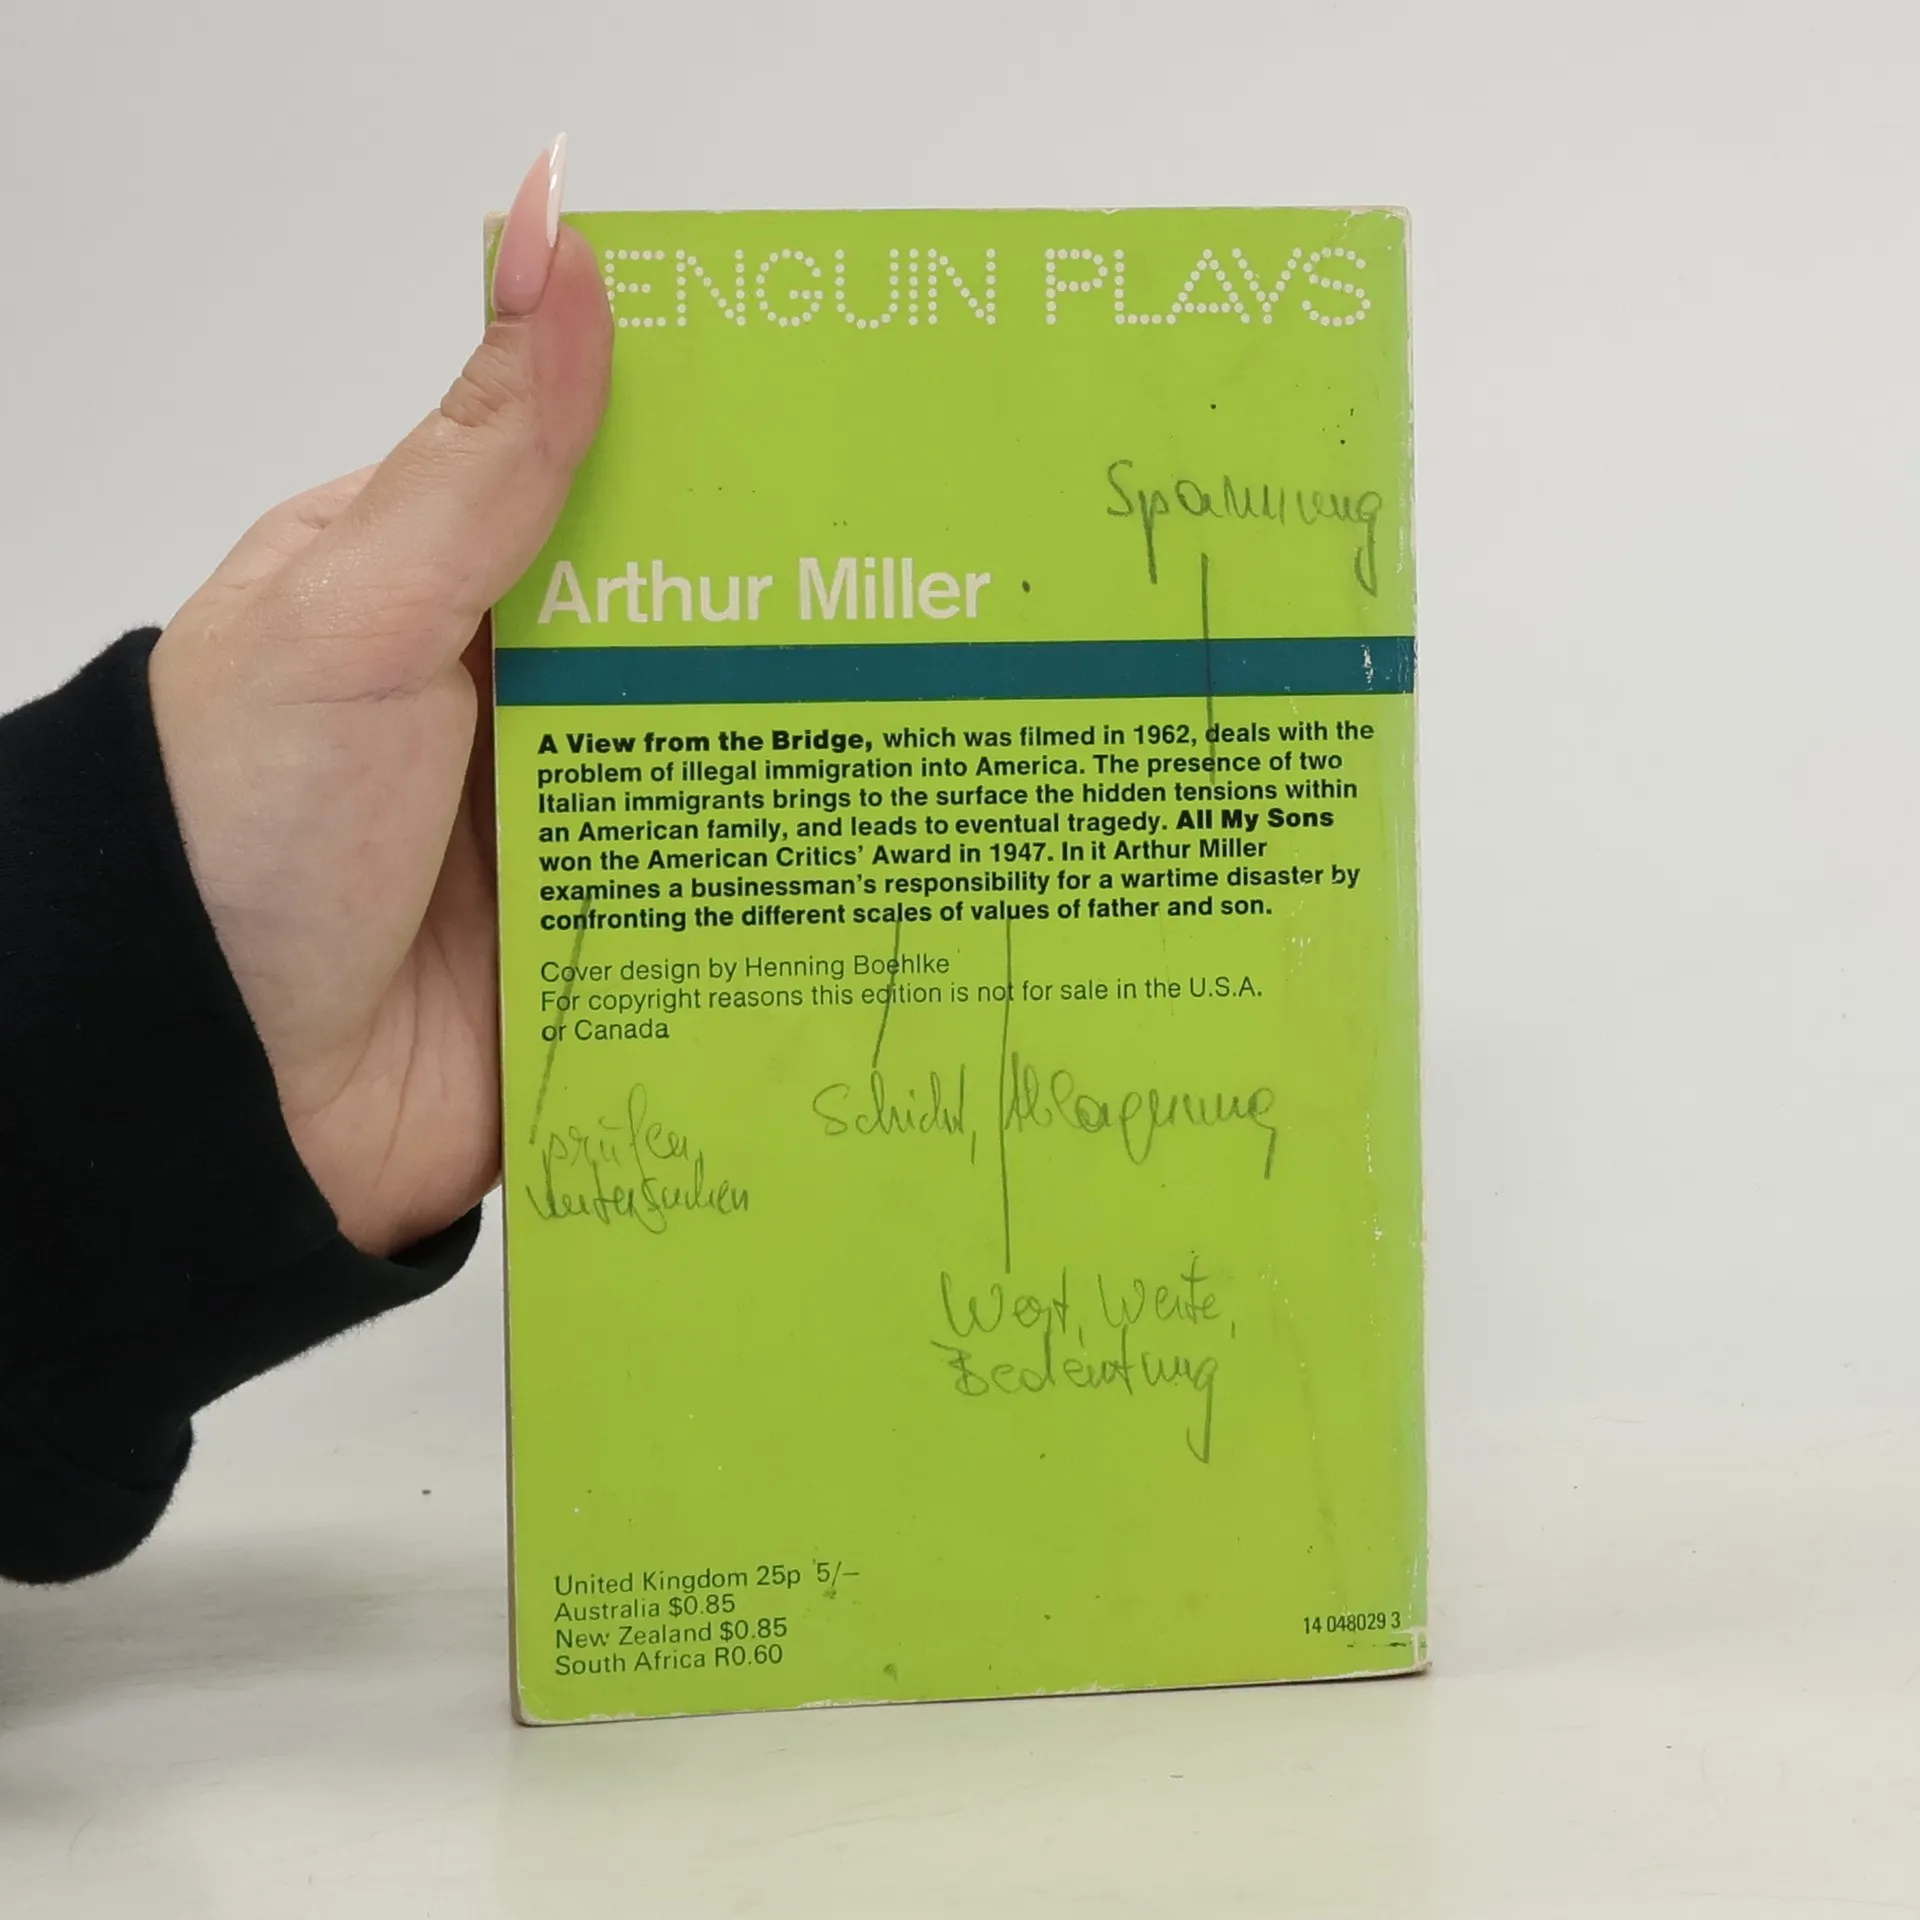 ENGUIN PLAYS
Spannung
Arthur Miller
A View from the Bridge, which was filmed in 1962, deals with the
problem of illegal immigration into America. The presence of two
Italian immigrants brings to the surface the hidden tensions within
an American family, and leads to eventual tragedy. All My Sons
won the American Critics' Award in 1947. In it Arthur Miller
examines a businessman's responsibility for a wartime disaster by
confronting the different scales of values of father and son.
Cover design by Henning Boehlke
For copyright reasons this edition is not for sale in the U.S.A.
or Canada
Schicht, Ablagerung
prüfen,
untersuchen
Wert, Weite,
Bedeutung
United Kingdom 25p 5/–
Australia $0.85
New Zealand $0.85
South Africa R0.60
14 048029 3